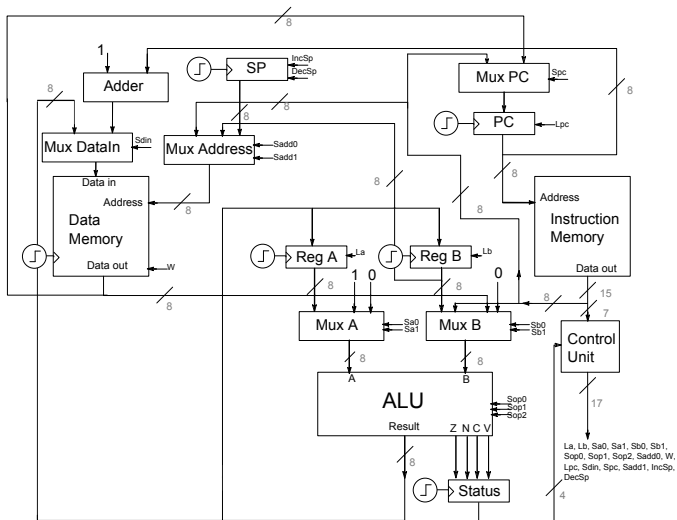 8
1
Adder
SP
IncSp
DecSp
Mux PC
Spc
8
8
8
8
PC
Lpc
Mux DataIn
Sdin
Mux Address
Sadd0
Sadd1
8
8
Data in
Address
Data
Memory
Data out
W
8
8
Address
Instruction
Memory
Data out
Reg A
La
Reg B
Lb
1
0
0
8
8
8
8
15
7
Mux A
Sa0
Sa1
Mux B
Sb0
Sb1
Control
Unit
8
8
A
B
ALU
Sop0
Sop1
Sop2
Result
Z N C V
17
8
La, Lb, Sa0, Sa1, Sb0, Sb1,
Sop0, Sop1, Sop2, Sadd0, W,
Lpc, Sdin, Spc, Sadd1, IncSp,
DecSp
Status
4